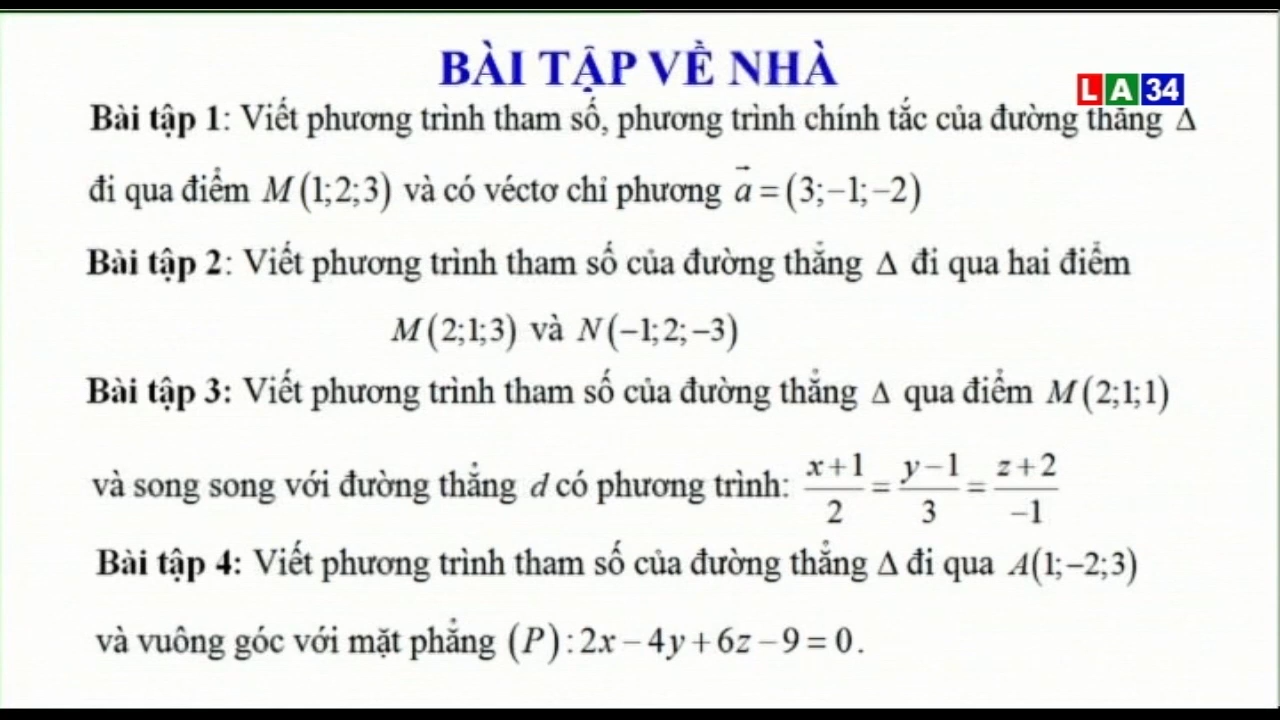 BÀI TẬP VỀ NHÀ
LA34
Bài tập 1: Viết phương trình tham số, phương trình chính tắc của đường thẳng Δ
đi qua điểm M(1;2;3) và có véctơ chỉ phương a⃗ = (3;−1;−2)
Bài tập 2: Viết phương trình tham số của đường thẳng Δ đi qua hai điểm
M(2;1;3) và N(−1;2;−3)
Bài tập 3: Viết phương trình tham số của đường thẳng Δ qua điểm M(2;1;1)
và song song với đường thẳng d có phương trình: (x+1)/2 = (y−1)/3 = (z+2)/−1
Bài tập 4: Viết phương trình tham số của đường thẳng Δ đi qua A(1;−2;3)
và vuông góc với mặt phẳng (P): 2x − 4y + 6z − 9 = 0.